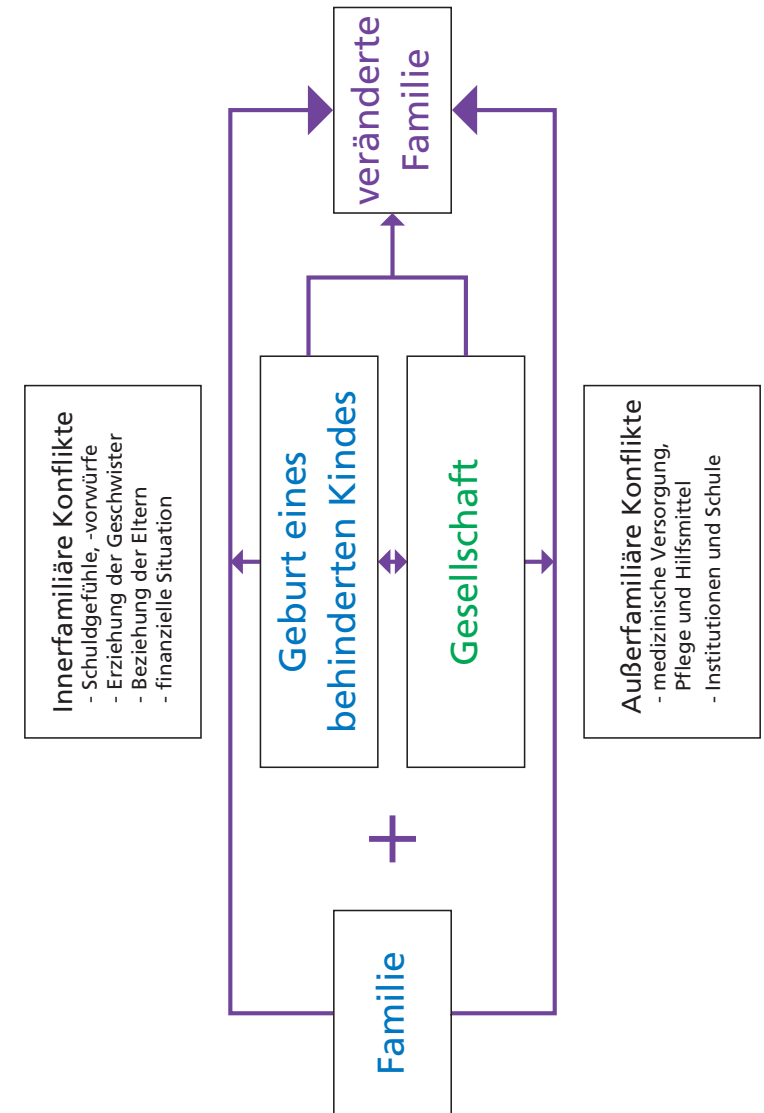 Innerfamiliäre Konflikte
- Schuldgefühle, -vorwürfe
- Erziehung der Geschwister
- Beziehung der Eltern
- finanzielle Situation
Familie
+
Geburt eines
behinderten Kindes
Gesellschaft
veränderte
Familie
Außerfamiliäre Konflikte
- medizinische Versorgung,
Pflege und Hilfsmittel
- Institutionen und Schule